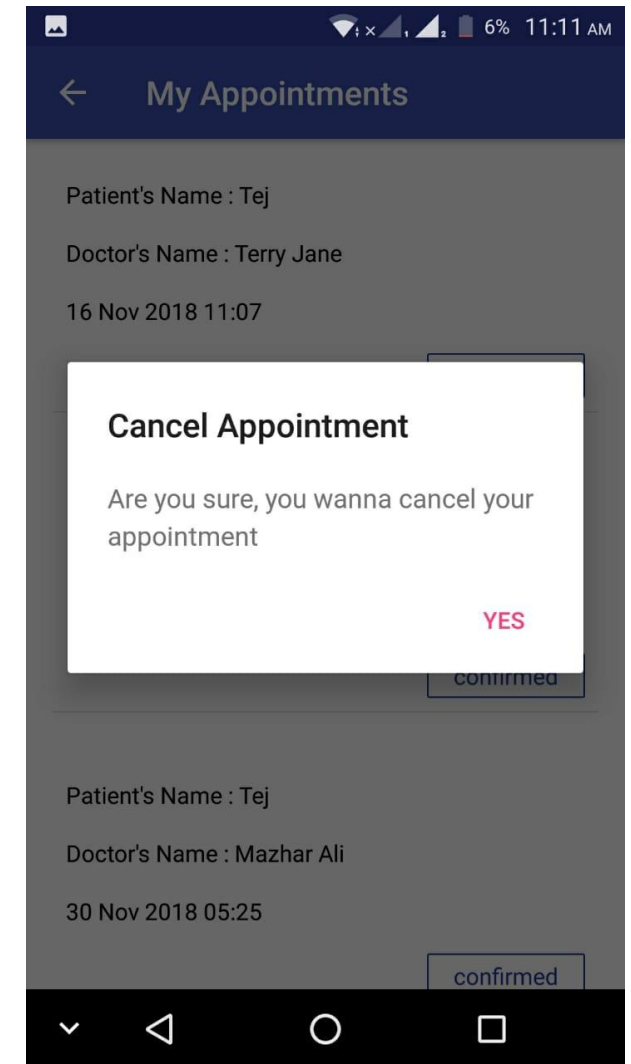 6% 11:11 AM
My Appointments
Patient's Name : Tej
Doctor's Name : Terry Jane
16 Nov 2018 11:07
Cancel Appointment
Are you sure, you wanna cancel your
appointment
YES
confirmed
Patient's Name : Tej
Doctor's Name : Mazhar Ali
30 Nov 2018 05:25
confirmed